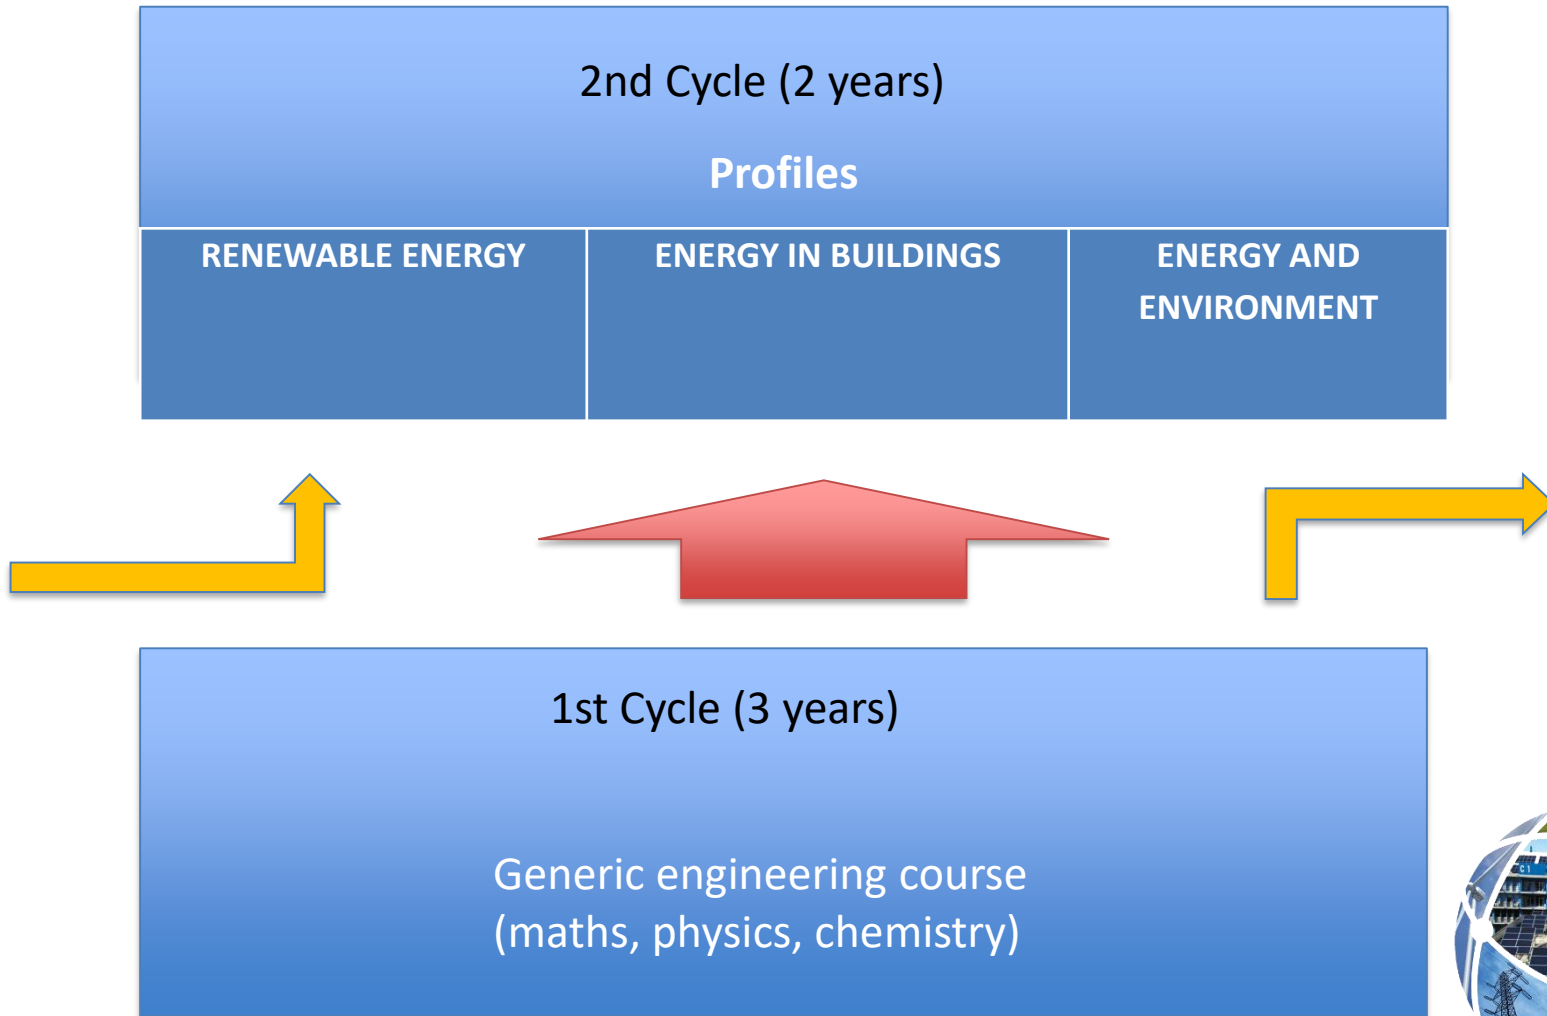 2nd Cycle (2 years)
Profiles
RENEWABLE ENERGY
ENERGY IN BUILDINGS
ENERGY AND
ENVIRONMENT
1st Cycle (3 years)
Generic engineering course
(maths, physics, chemistry)
C1